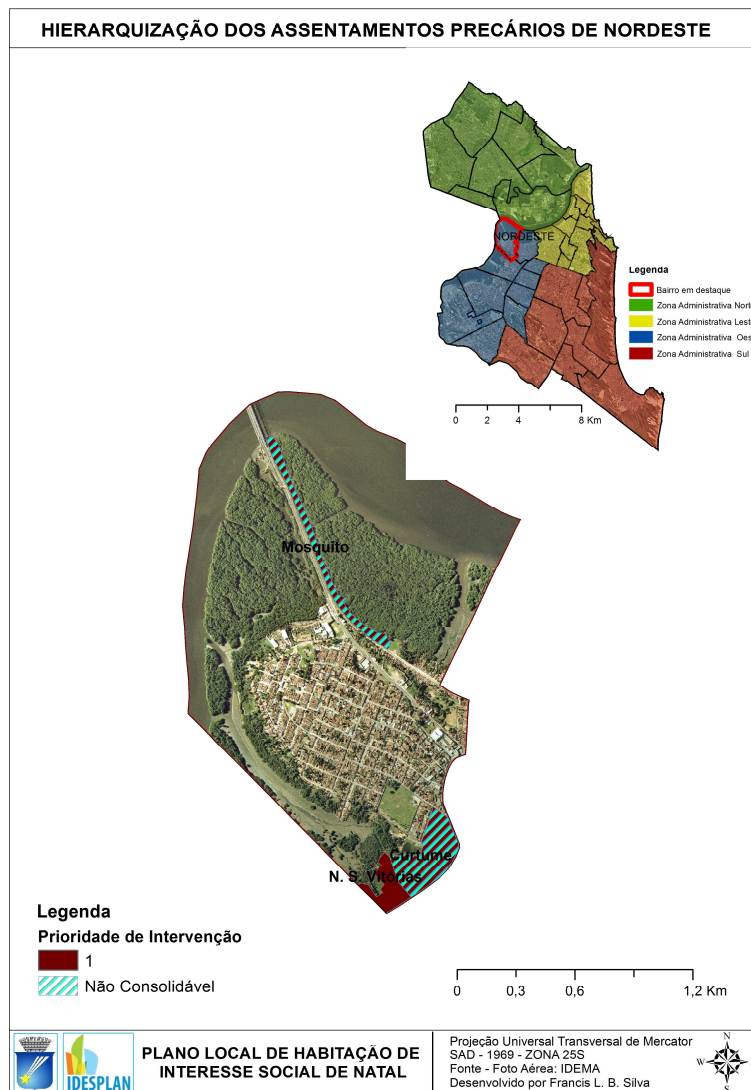 HIERARQUIZAÇÃO DOS ASSENTAMENTOS PRECÁRIOS DE NORDESTE
NORDESTE
Legenda
Bairro em destaque
Zona Administrativa Nort
Zona Administrativa Lest
Zona Administrativa Oes
Zona Administrativa Sul
0 2 4 8 Km
Mosquito
Curtume
N. S. Vitórias
Legenda
Prioridade de Intervenção
1
Não Consolidável
0 0,3 0,6 1,2 Km
IDESPLAN
PLANO LOCAL DE HABITAÇÃO DE
INTERESSE SOCIAL DE NATAL
Projeção Universal Transversal de Mercator
SAD - 1969 - ZONA 25S
Fonte - Foto Aérea: IDEMA
Desenvolvido por Francis L. B. Silva
N
W E
S